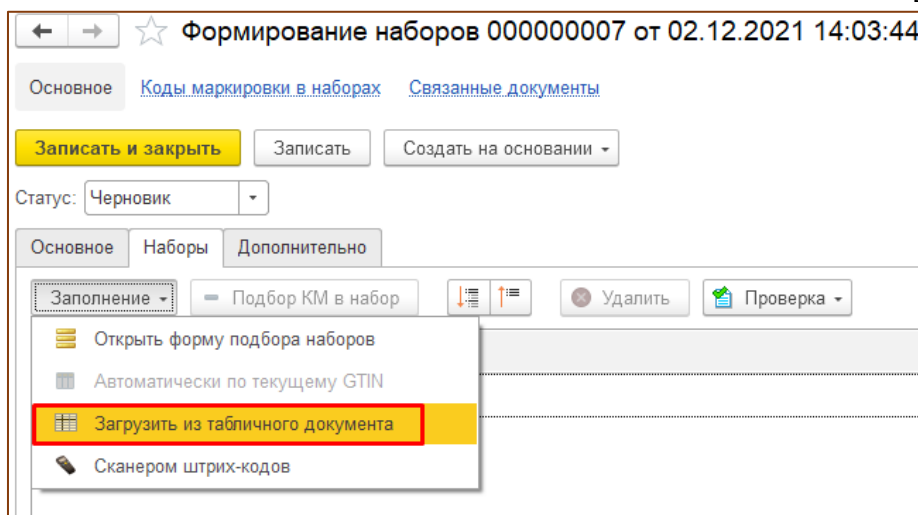 Формирование наборов 000000007 от 02.12.2021 14:03:44
Основное Коды маркировки в наборах Связанные документы
Записать и закрыть Записать Создать на основании
Статус: Черновик
Основное Наборы Дополнительно
Заполнение Подбор КМ в набор Удалить Проверка
Открыть форму подбора наборов
Автоматически по текущему GTIN
Загрузить из табличного документа
Сканером штрих-кодов